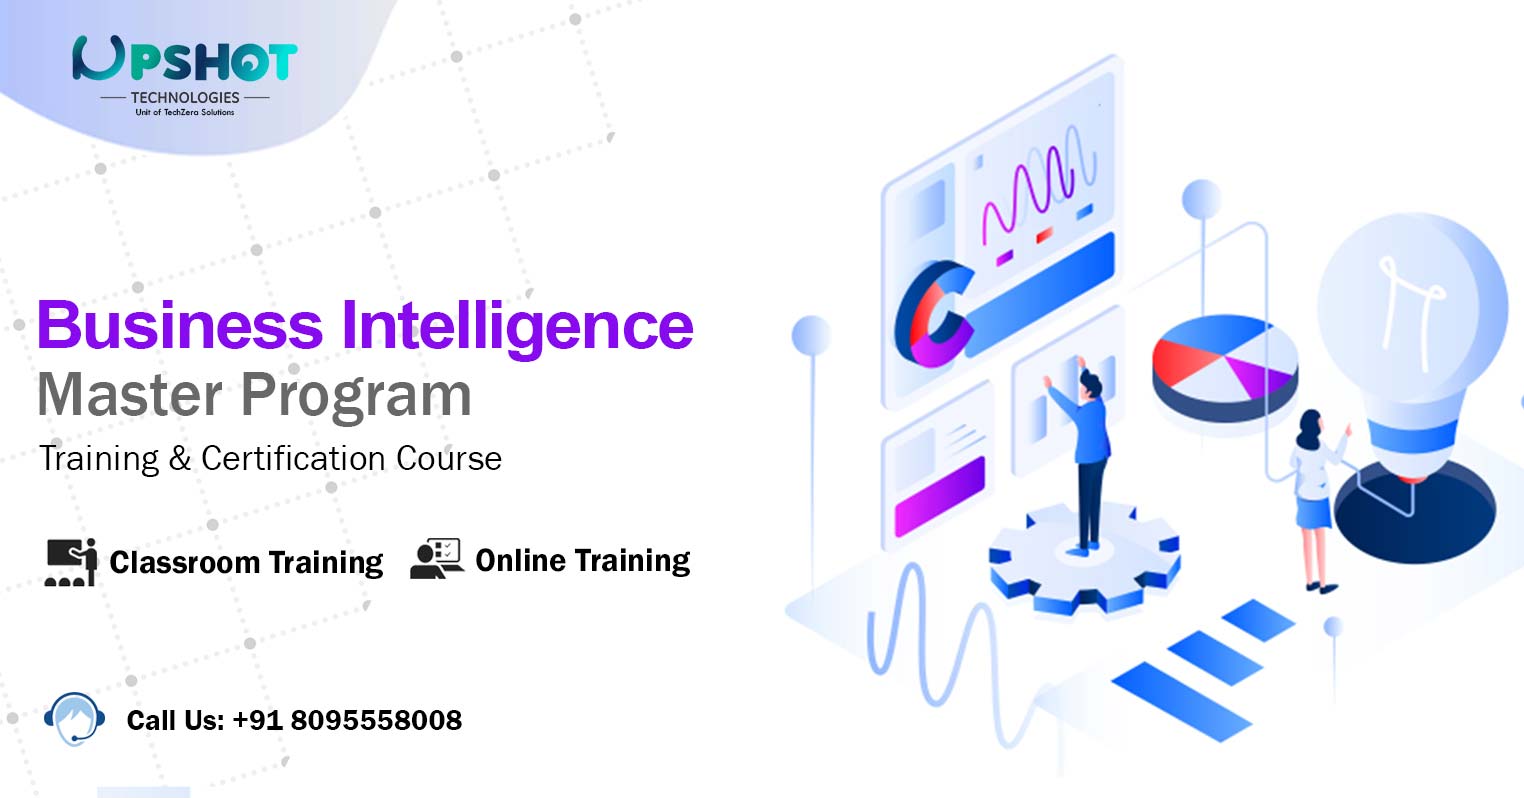 UPSHOT
TECHNOLOGIES
Unit of TechZera Solutions
Business Intelligence
Master Program
Training & Certification Course
Classroom Training
Online Training
Call Us: +91 8095558008